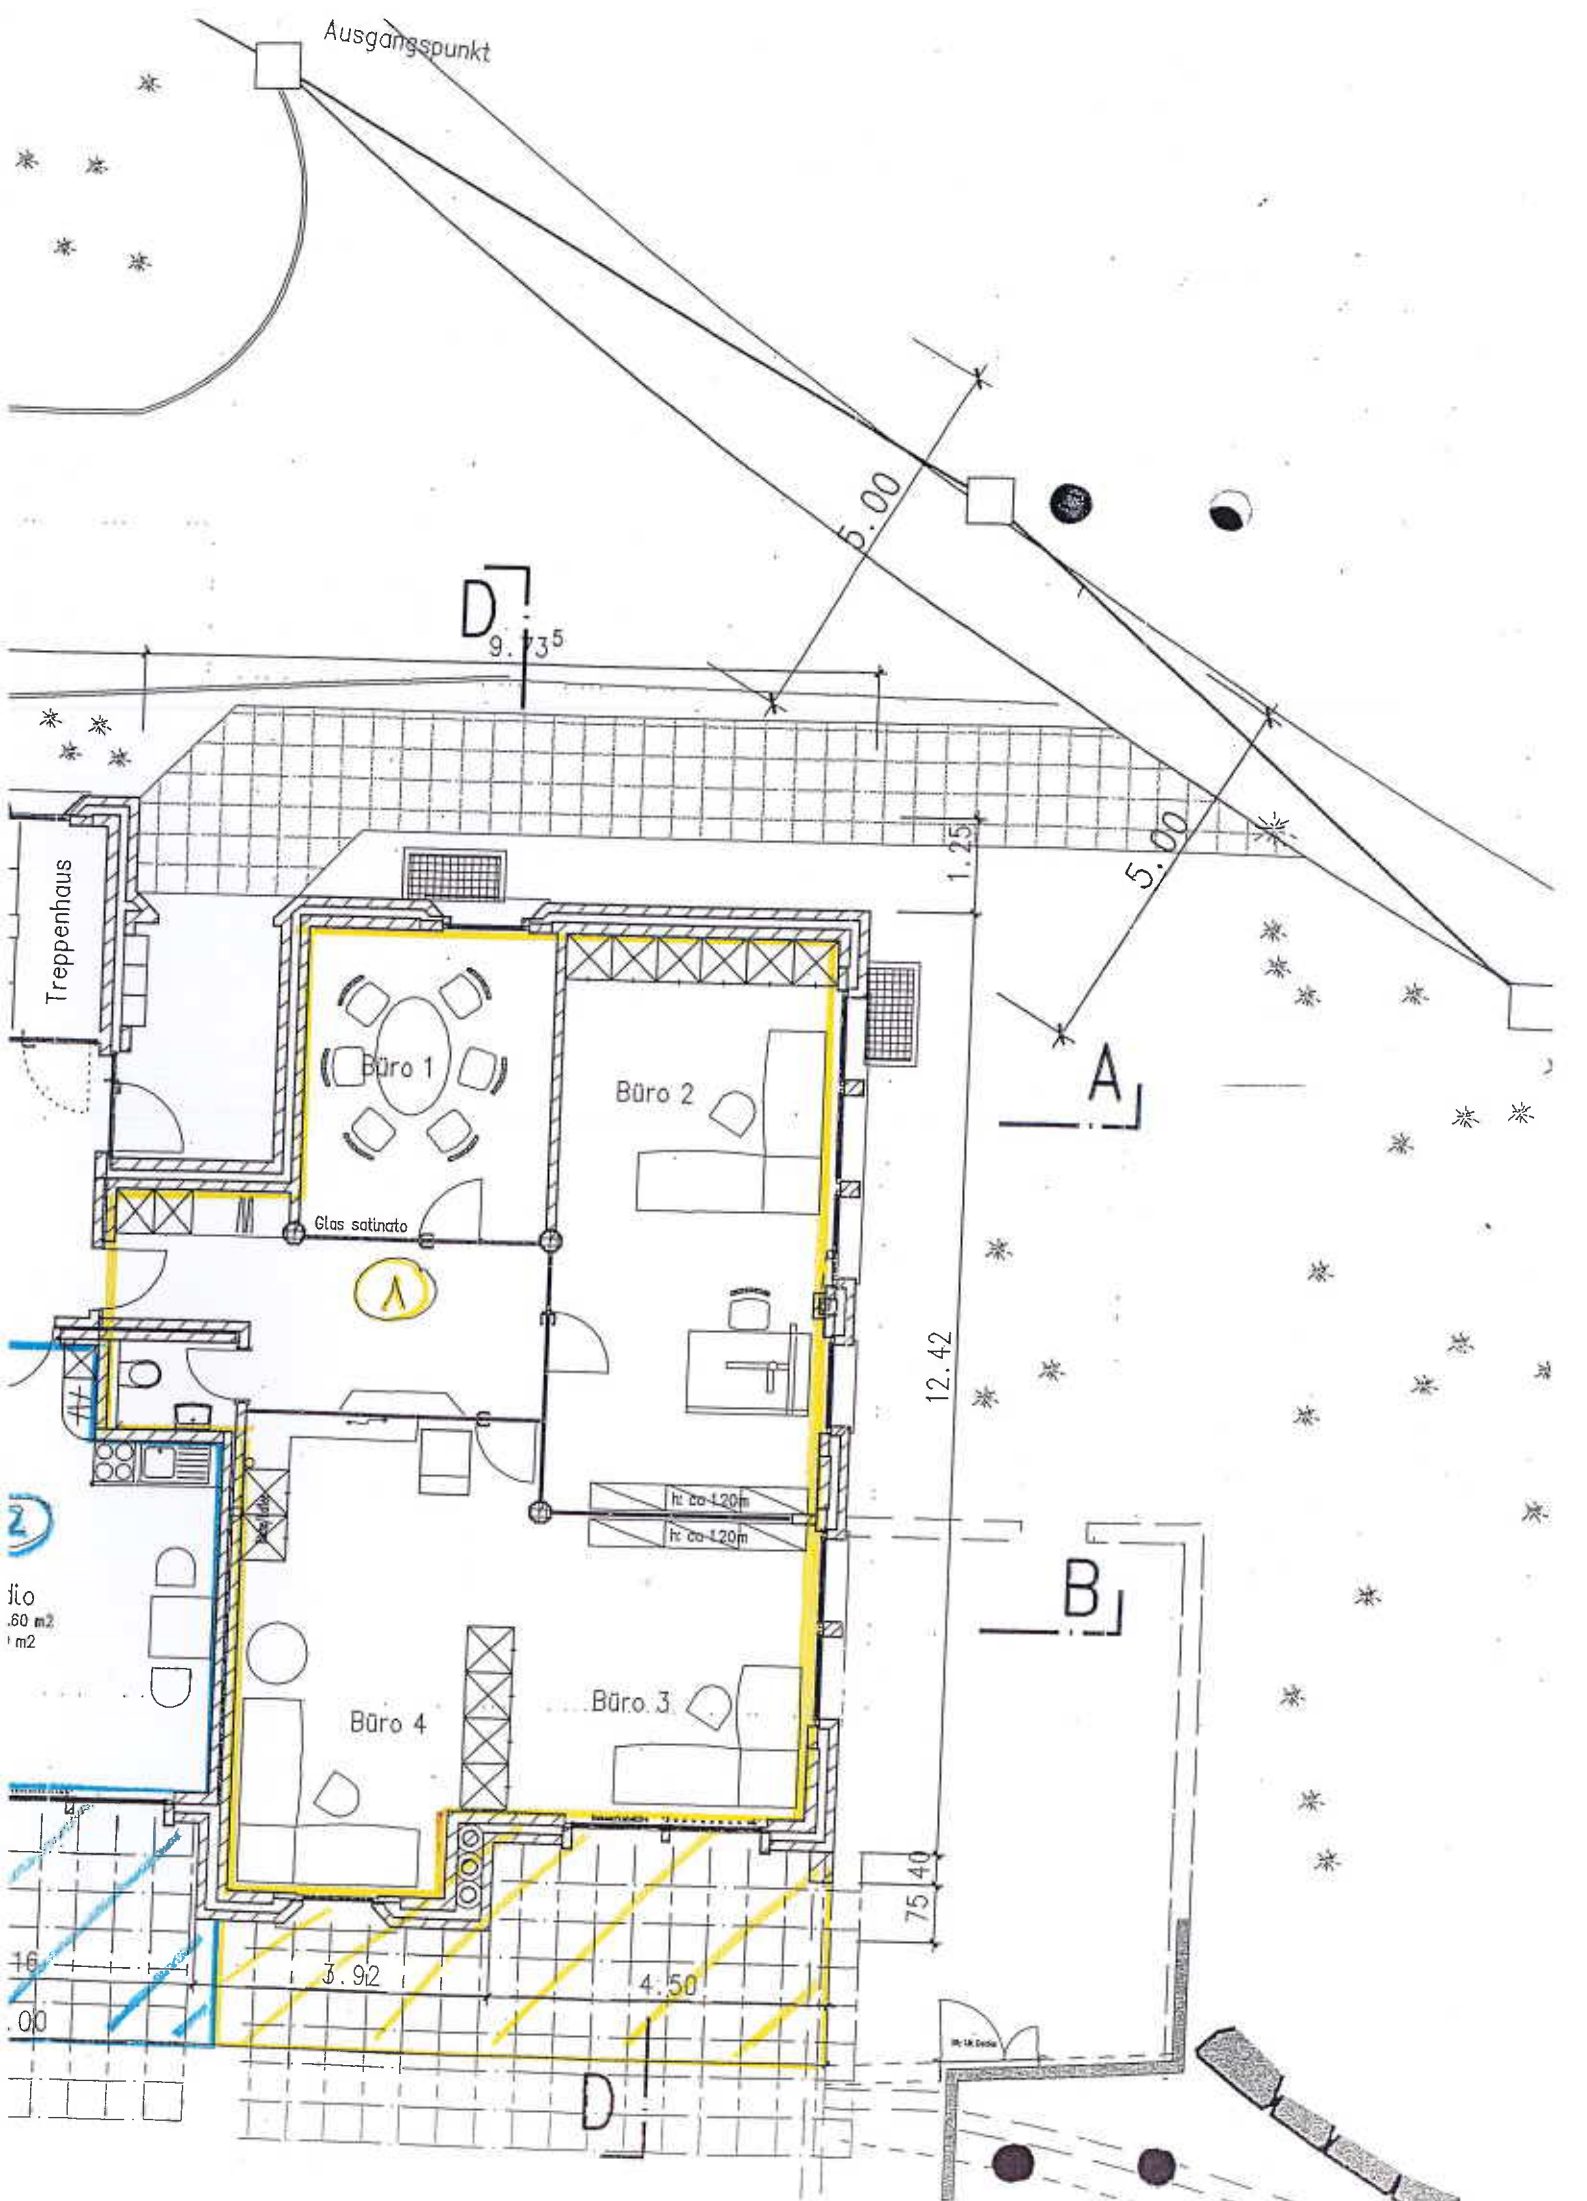 Ausgangspunkt
5.00
D
9.73⁵
5.00
1.25
Treppenhaus
Büro 1
Büro 2
A
Glas satinato
1
12.42
h: ca 1.20m
h: ca 1.20m
2
dio
.60 m2
m2
B
Büro 3
Büro 4
40
75
16
3.92
4.50
.00
D